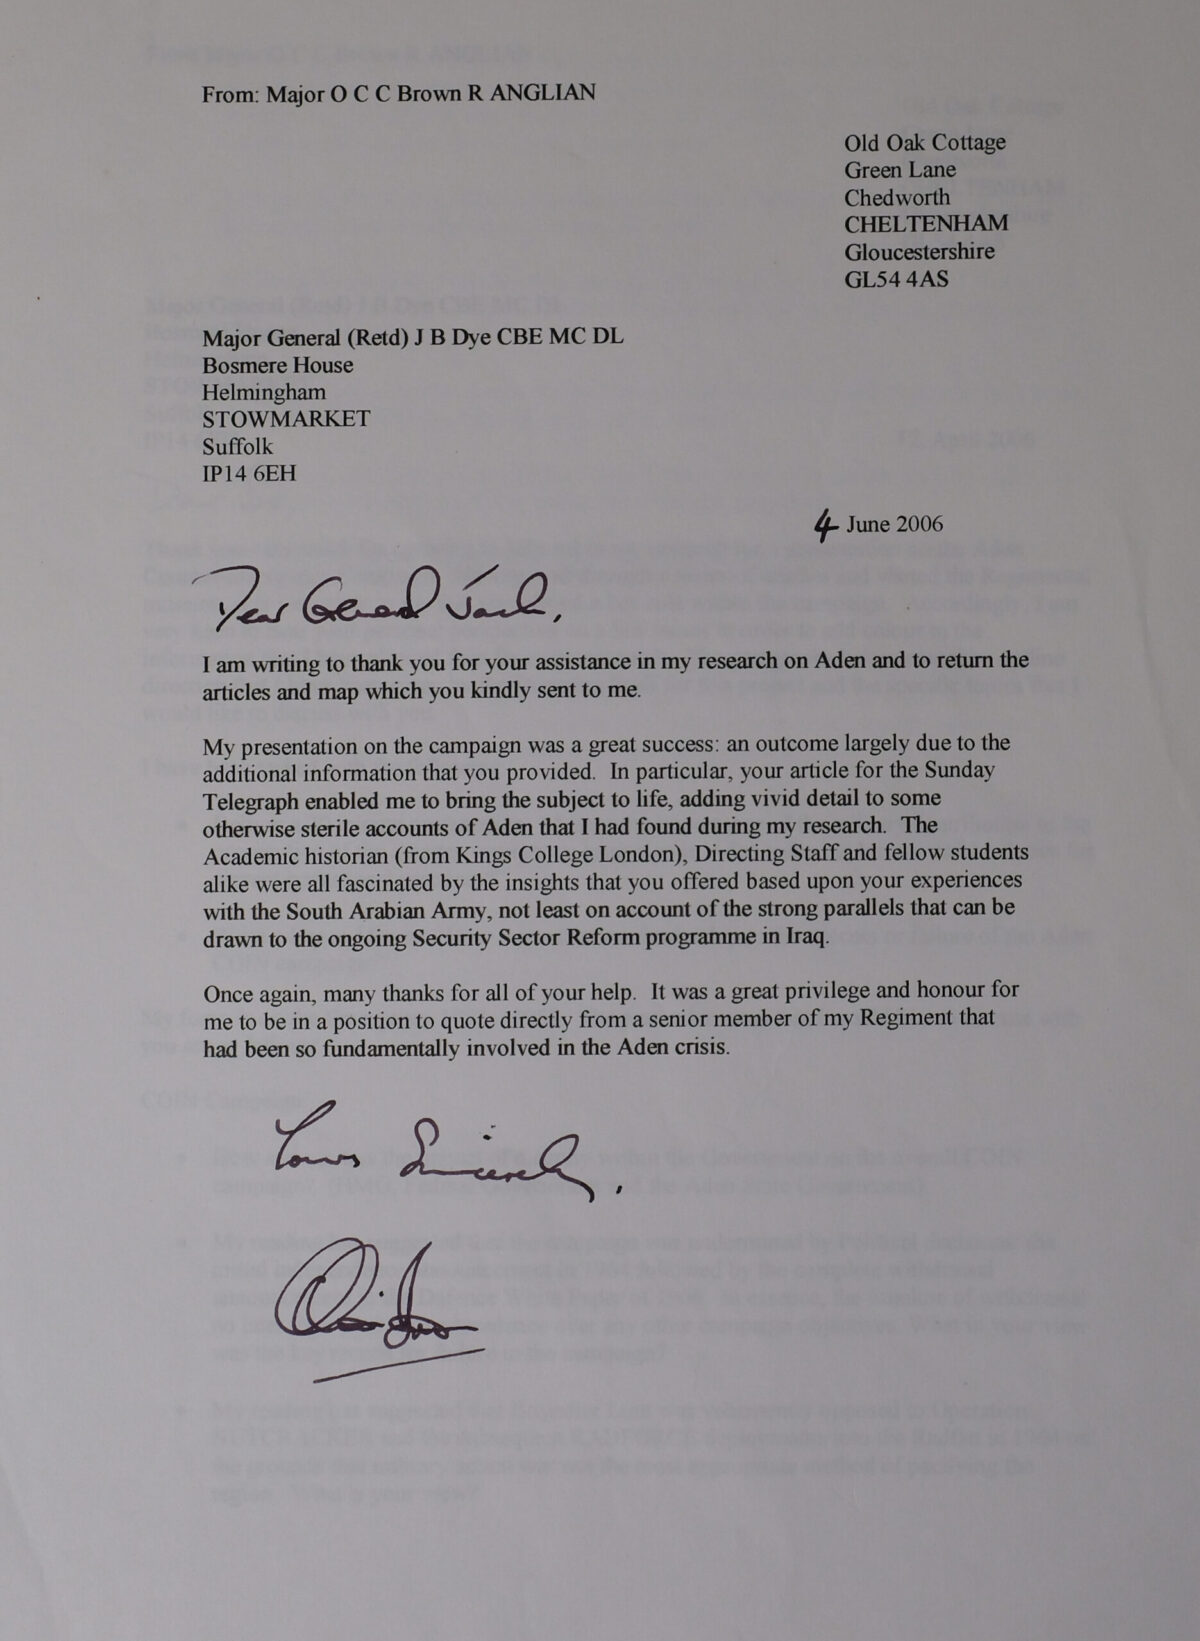 From: Major O C C Brown R ANGLIAN
Old Oak Cottage
Green Lane
Chedworth
CHELTENHAM
Gloucestershire
GL54 4AS
Major General (Retd) J B Dye CBE MC DL
Bosmere House
Helmingham
STOWMARKET
Suffolk
IP14 6EH
4 June 2006
Dear General Jack,
I am writing to thank you for your assistance in my research on Aden and to return the
articles and map which you kindly sent to me.
My presentation on the campaign was a great success: an outcome largely due to the
additional information that you provided. In particular, your article for the Sunday
Telegraph enabled me to bring the subject to life, adding vivid detail to some
otherwise sterile accounts of Aden that I had found during my research. The
Academic historian (from Kings College London), Directing Staff and fellow students
alike were all fascinated by the insights that you offered based upon your experiences
with the South Arabian Army, not least on account of the strong parallels that can be
drawn to the ongoing Security Sector Reform programme in Iraq.
Once again, many thanks for all of your help. It was a great privilege and honour for
me to be in a position to quote directly from a senior member of my Regiment that
had been so fundamentally involved in the Aden crisis.
Yours Sincerely,